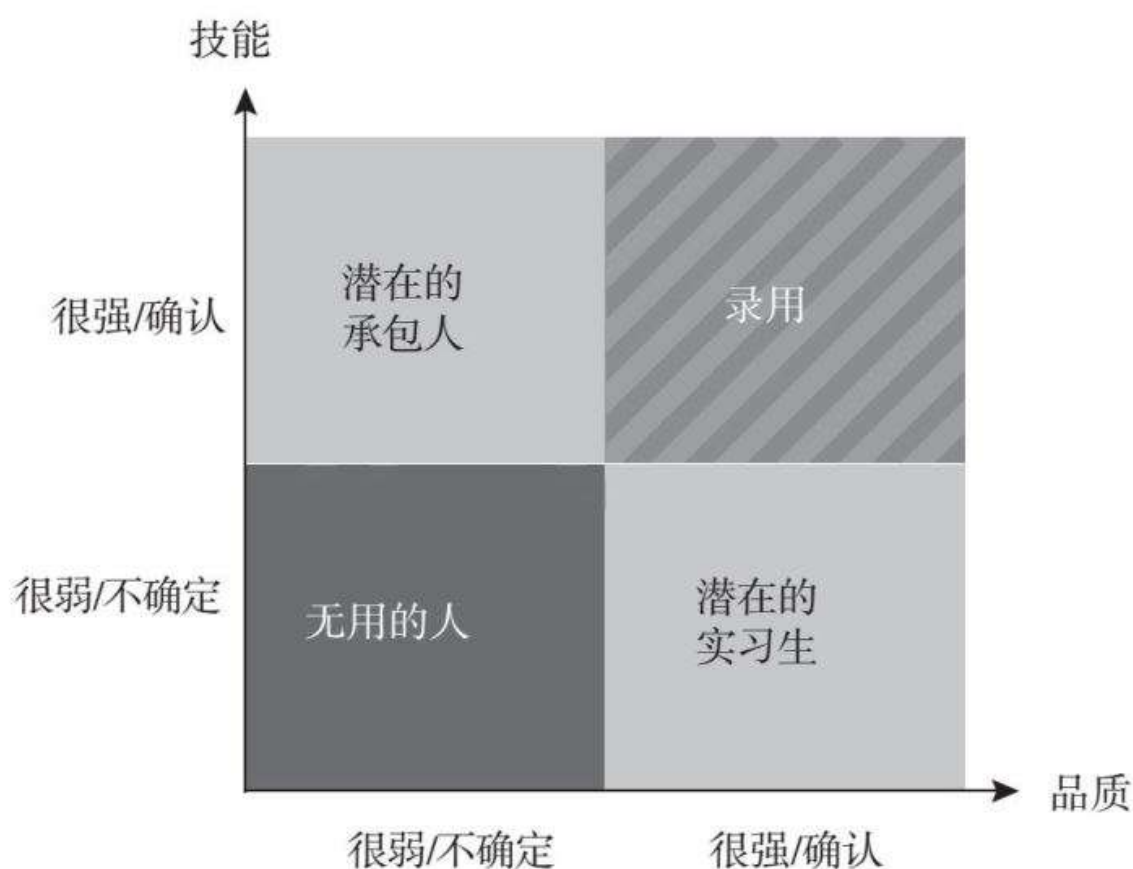 技能
潜在的
承包人
录用
很强/确认
很弱/不确定
无用的人
潜在的
实习生
品质
很弱/不确定
很强/确认